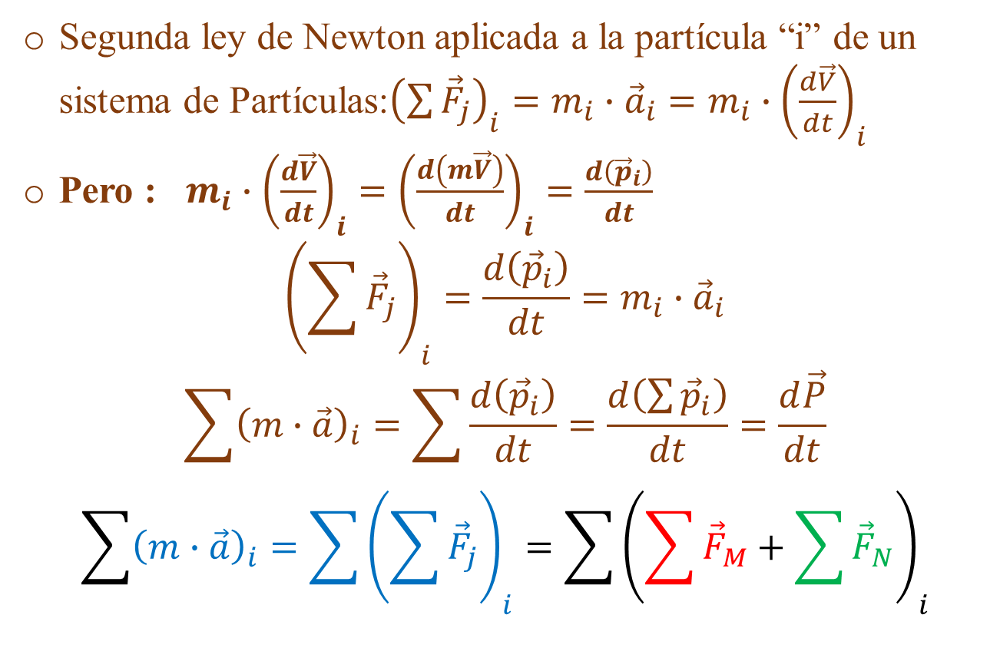 ○ Segunda ley de Newton aplicada a la partícula “i” de un
sistema de Partículas: $\left(\sum \vec{F}_j\right)_i = m_i \cdot \vec{a}_i = m_i \cdot \left(\frac{d\vec{V}}{dt}\right)_i$
○ Pero : $m_i \cdot \left(\frac{d\vec{V}}{dt}\right)_i = \left(\frac{d(m\vec{V})}{dt}\right)_i = \frac{d(\vec{p}_i)}{dt}$
$\left(\sum \vec{F}_j\right)_i = \frac{d(\vec{p}_i)}{dt} = m_i \cdot \vec{a}_i$
$\sum (m \cdot \vec{a})_i = \sum \frac{d(\vec{p}_i)}{dt} = \frac{d(\sum \vec{p}_i)}{dt} = \frac{d\vec{P}}{dt}$
$\sum (m \cdot \vec{a})_i = \sum \left(\sum \vec{F}_j\right)_i = \sum \left(\sum \vec{F}_M + \sum \vec{F}_N\right)_i$